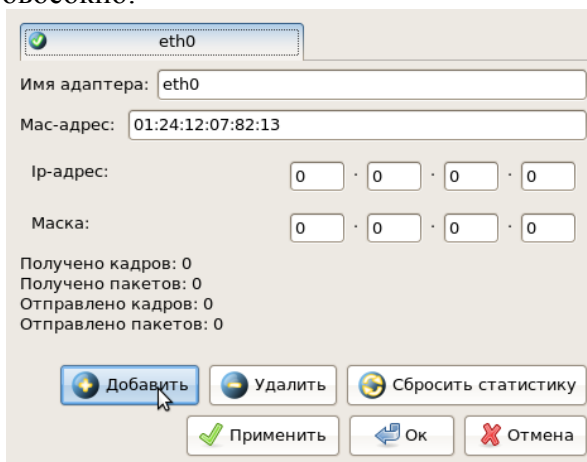 eth0
Имя адаптера: eth0
Mac-адрес: 01:24:12:07:82:13
Ip-адрес: 0 . 0 . 0 . 0
Маска: 0 . 0 . 0 . 0
Получено кадров: 0
Получено пакетов: 0
Отправлено кадров: 0
Отправлено пакетов: 0
Добавить Удалить Сбросить статистику
Применить Ок Отмена